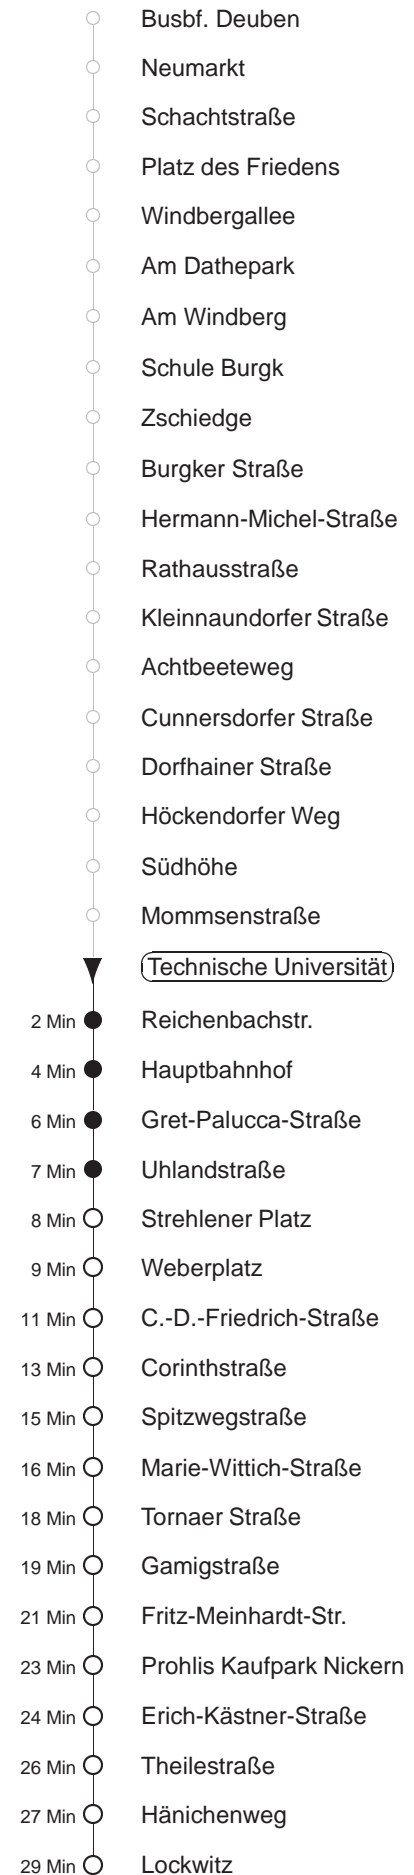 Busbf. Deuben
Neumarkt
Schachtstraße
Platz des Friedens
Windbergallee
Am Dathepark
Am Windberg
Schule Burgk
Zschiedge
Burgker Straße
Hermann-Michel-Straße
Rathausstraße
Kleinnaundorfer Straße
Achtbeeteweg
Cunnersdorfer Straße
Dorfhainer Straße
Höckendorfer Weg
Südhöhe
Mommsenstraße
Technische Universität
2 Min Reichenbachstr.
4 Min Hauptbahnhof
6 Min Gret-Palucca-Straße
7 Min Uhlandstraße
8 Min Strehlener Platz
9 Min Weberplatz
11 Min C.-D.-Friedrich-Straße
13 Min Corinthstraße
15 Min Spitzwegstraße
16 Min Marie-Wittich-Straße
18 Min Tornaer Straße
19 Min Gamigstraße
21 Min Fritz-Meinhardt-Str.
23 Min Prohlis Kaufpark Nickern
24 Min Erich-Kästner-Straße
26 Min Theilestraße
27 Min Hänichenweg
29 Min Lockwitz